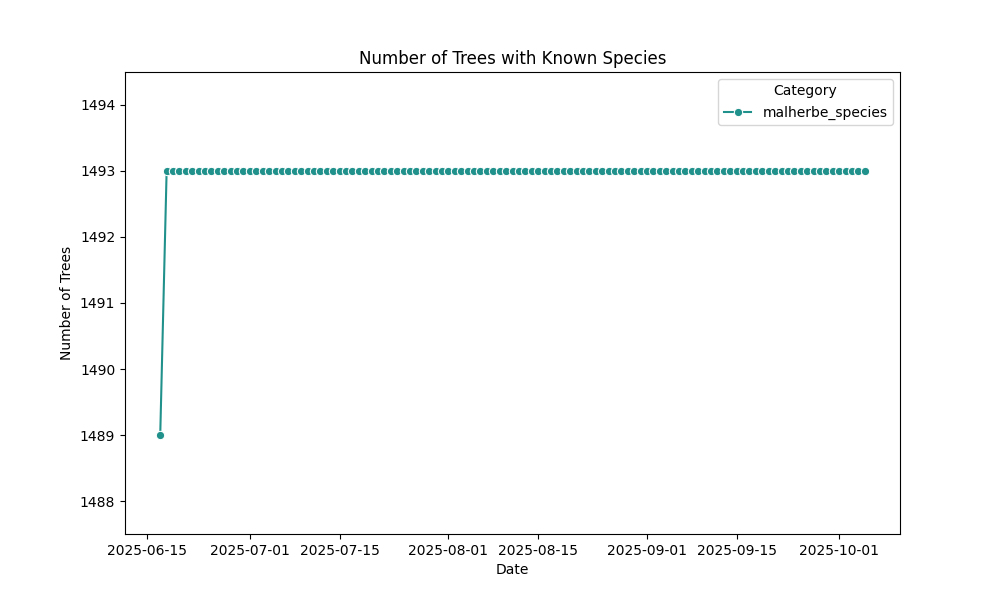 Number of Trees with Known Species
Category
malherbe_species
1494
1493
1492
1491
1490
1489
1488
Number of Trees
2025-06-15 2025-07-01 2025-07-15 2025-08-01 2025-08-15 2025-09-01 2025-09-15 2025-10-01
Date